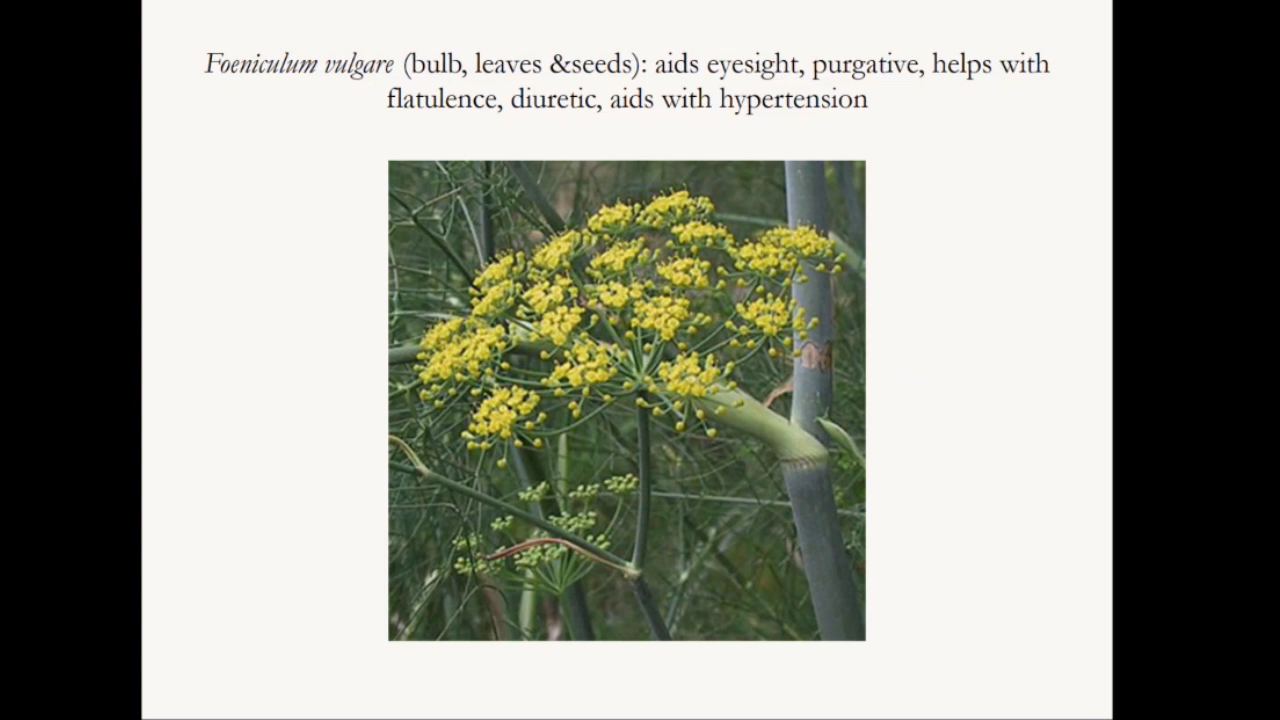 Foeniculum vulgare (bulb, leaves &seeds): aids eyesight, purgative, helps with
flatulence, diuretic, aids with hypertension